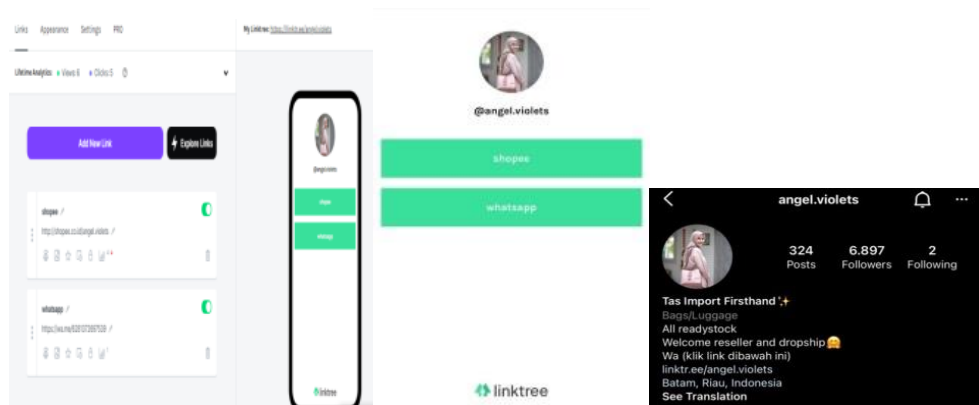 Links Appearance Settings PRO
Lifetime Analytics: Views 6 Clicks 5
Add New Link
Explore Links
shopee
http://shopee.co.id/angel.violets
whatsapp
My Linktree: https://linktr.ee/angel.violets
@angel.violets
shopee
whatsapp
linktree
@angel.violets
shopee
whatsapp
linktree
angel.violets
324 6.897 2
Posts Followers Following
Tas Import Firsthand✨
Bags/Luggage
All readystock
Welcome reseller and dropship🤗
Wa (klik link dibawah ini)
linktr.ee/angel.violets
Batam, Riau, Indonesia
See Translation